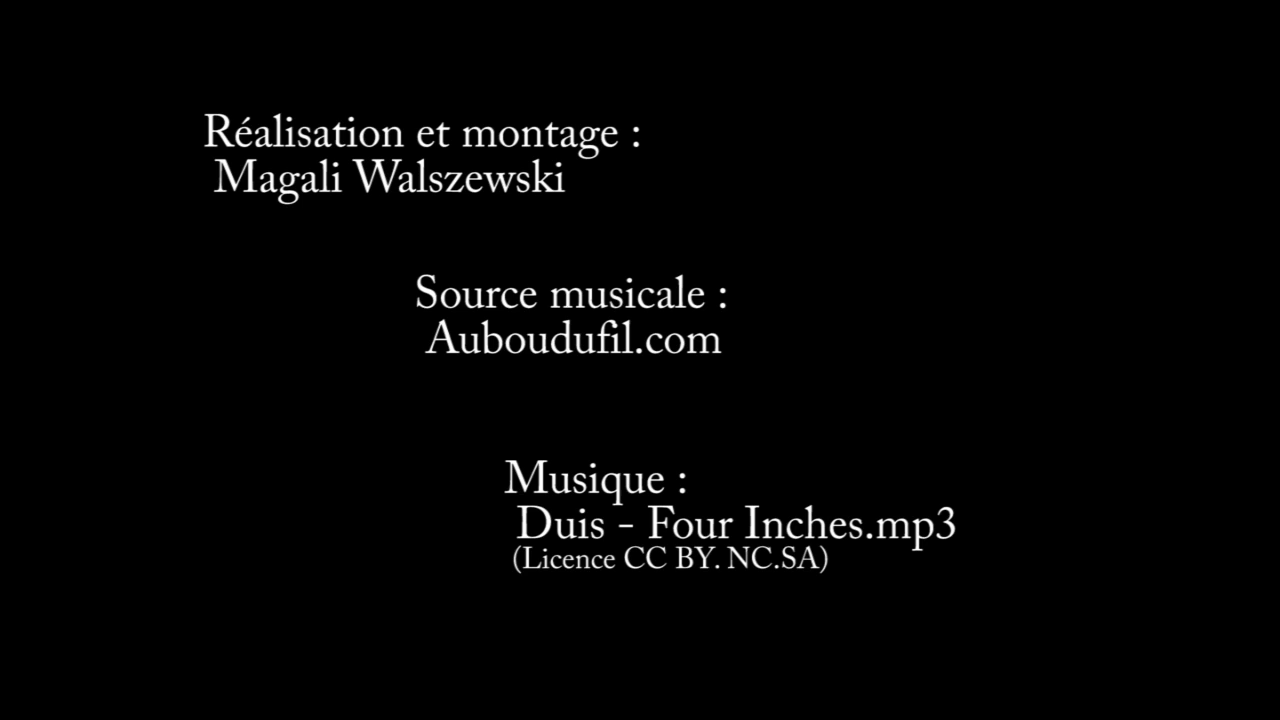 Réalisation et montage :
Magali Walszewski
Source musicale :
Auboudufil.com
Musique :
Duis - Four Inches.mp3
(Licence CC BY. NC.SA)